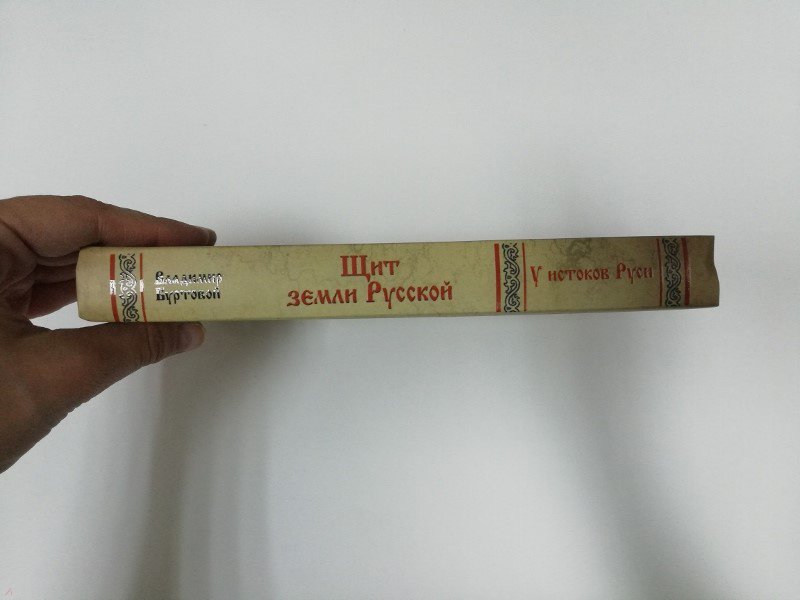 Владимир
Буртовой
Щит
земли Русской
У истоков Руси